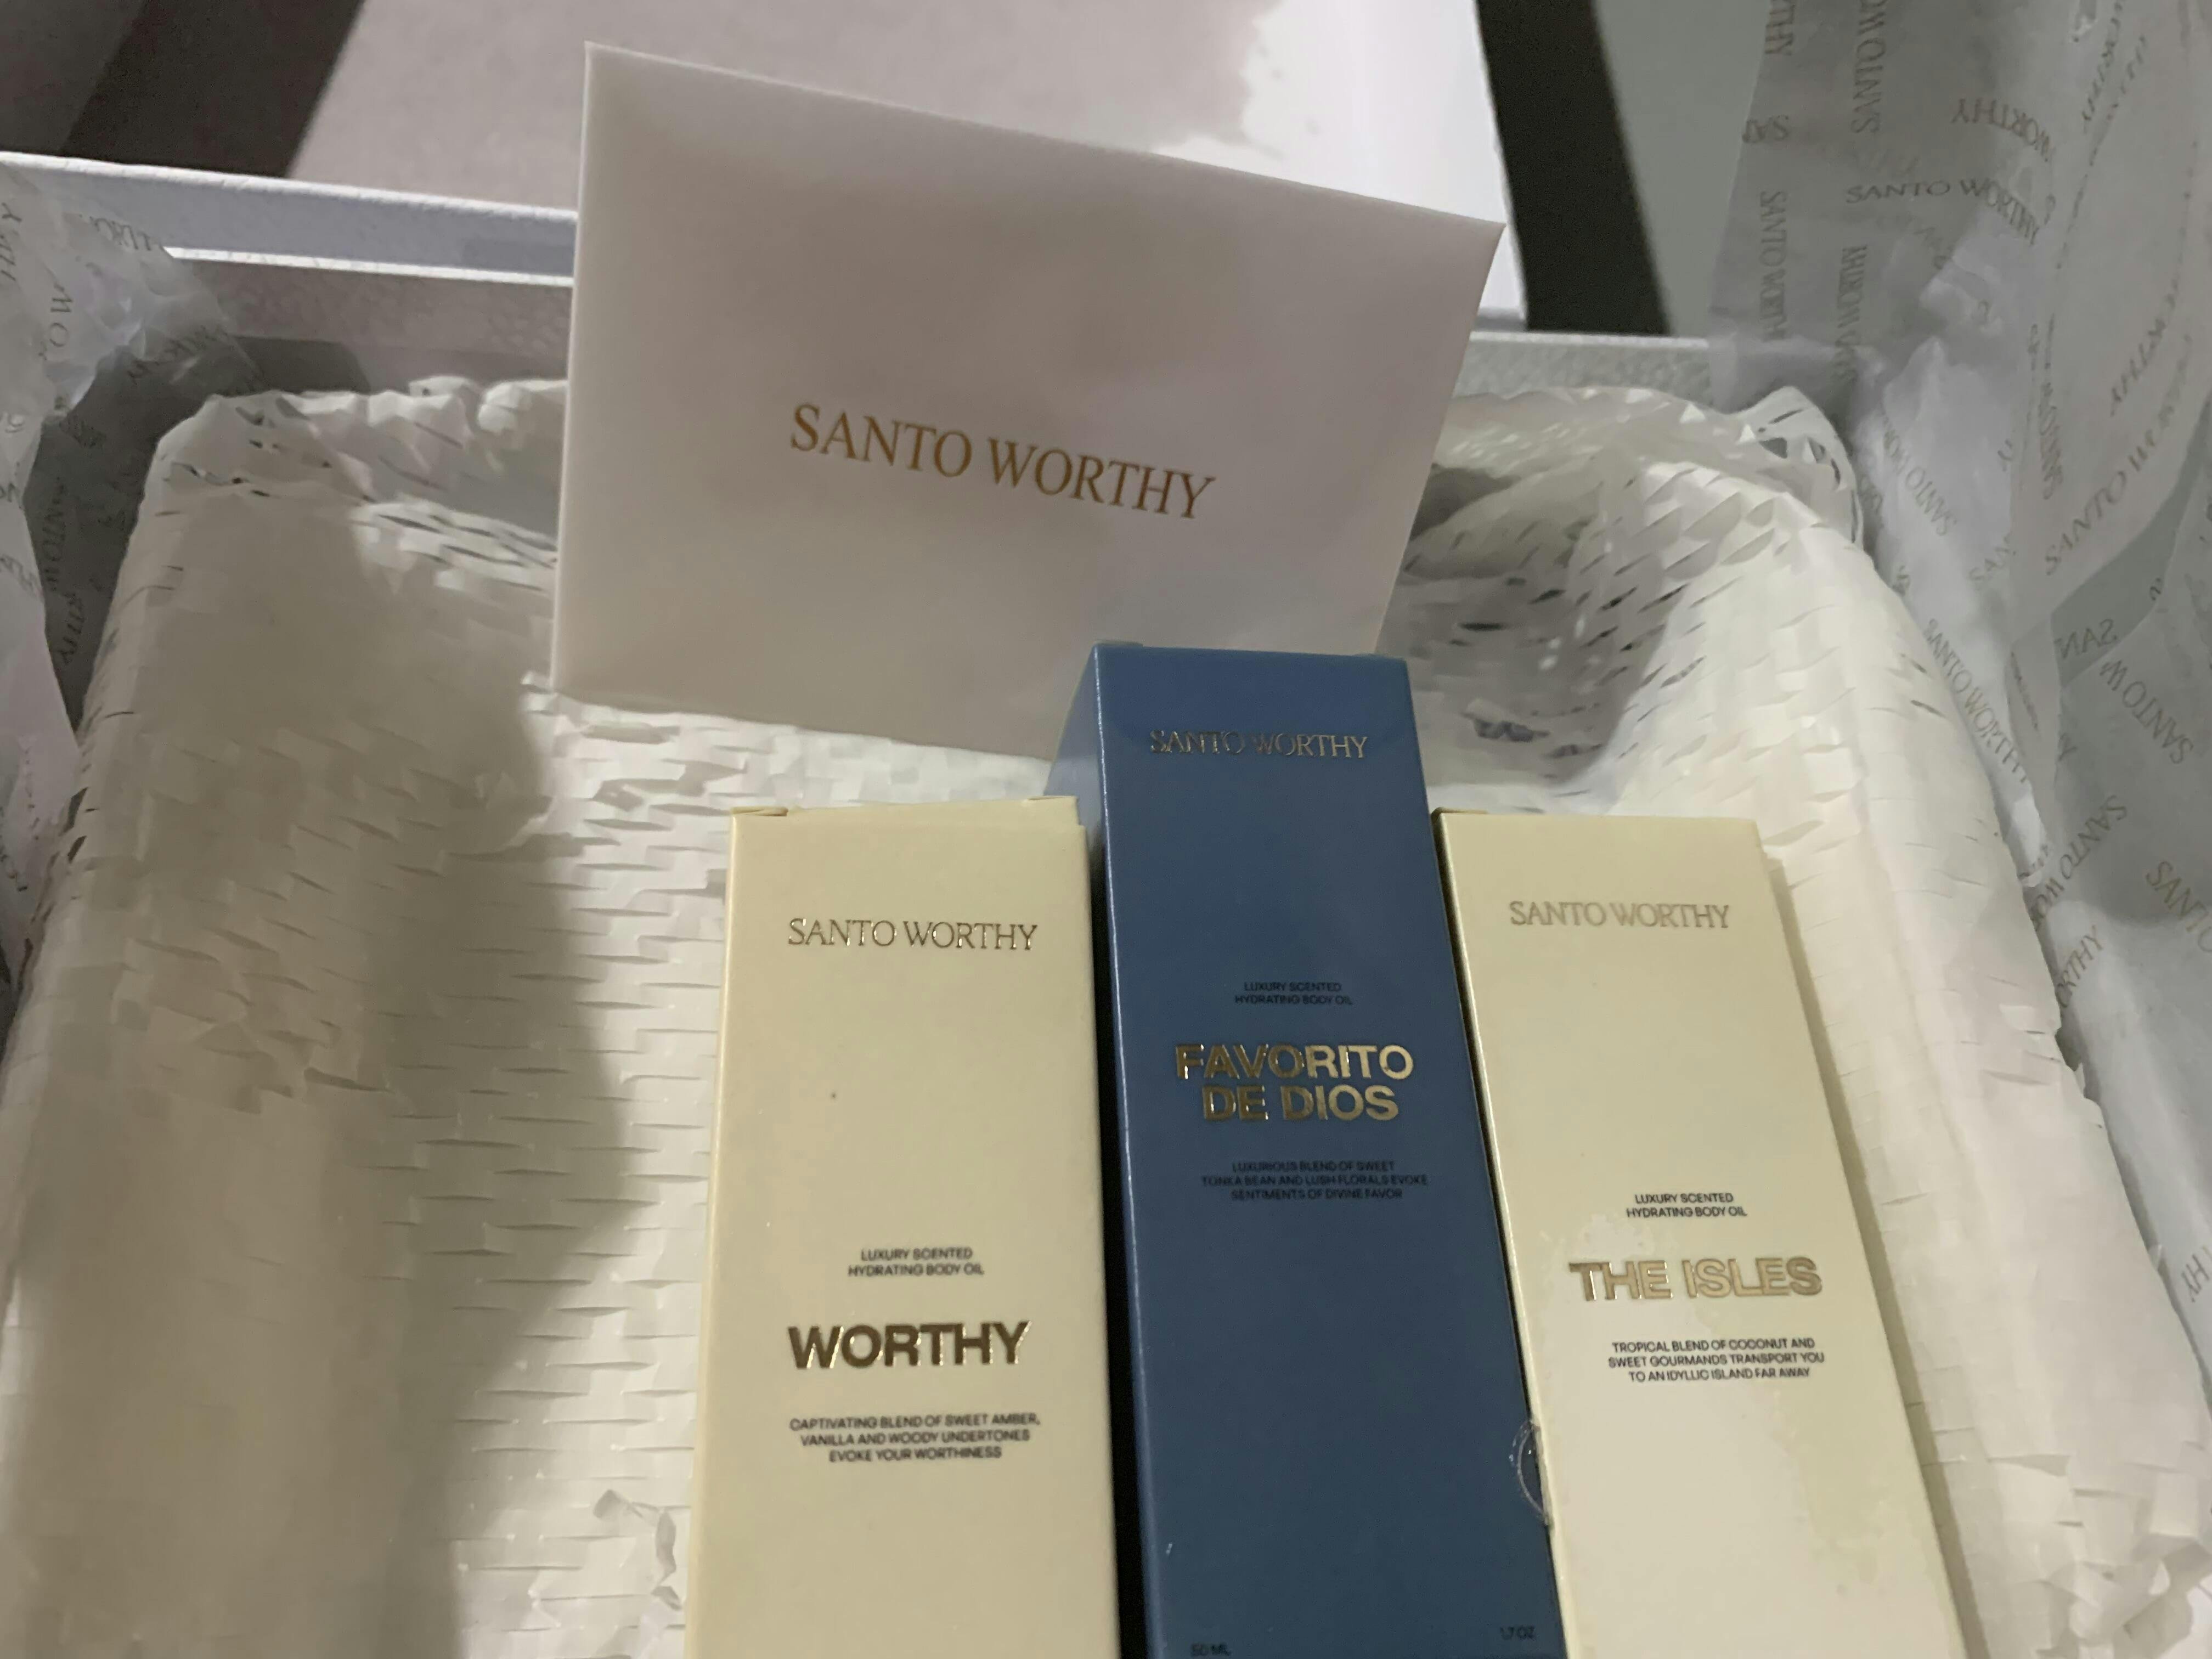 SANTO WORTHY
SANTO WORTHY
LUXURY SCENTED
HYDRATING BODY OIL
WORTHY
CAPTIVATING BLEND OF SWEET AMBER,
VANILLA AND WOODY UNDERTONES
EVOKE YOUR WORTHINESS
SANTO WORTHY
LUXURY SCENTED
HYDRATING BODY OIL
FAVORITO
DE DIOS
LUXURIOUS BLEND OF SWEET
TONKA BEAN AND LUSH FLORALS EVOKE
SENTIMENTS OF DIVINE FAVOR
50 ML
1.7 OZ
SANTO WORTHY
LUXURY SCENTED
HYDRATING BODY OIL
THE ISLES
TROPICAL BLEND OF COCONUT AND
SWEET GOURMANDS TRANSPORT YOU
TO AN IDYLLIC ISLAND FAR AWAY
SANTO WORTHY
SANTO WORTHY
SANTO WORTHY